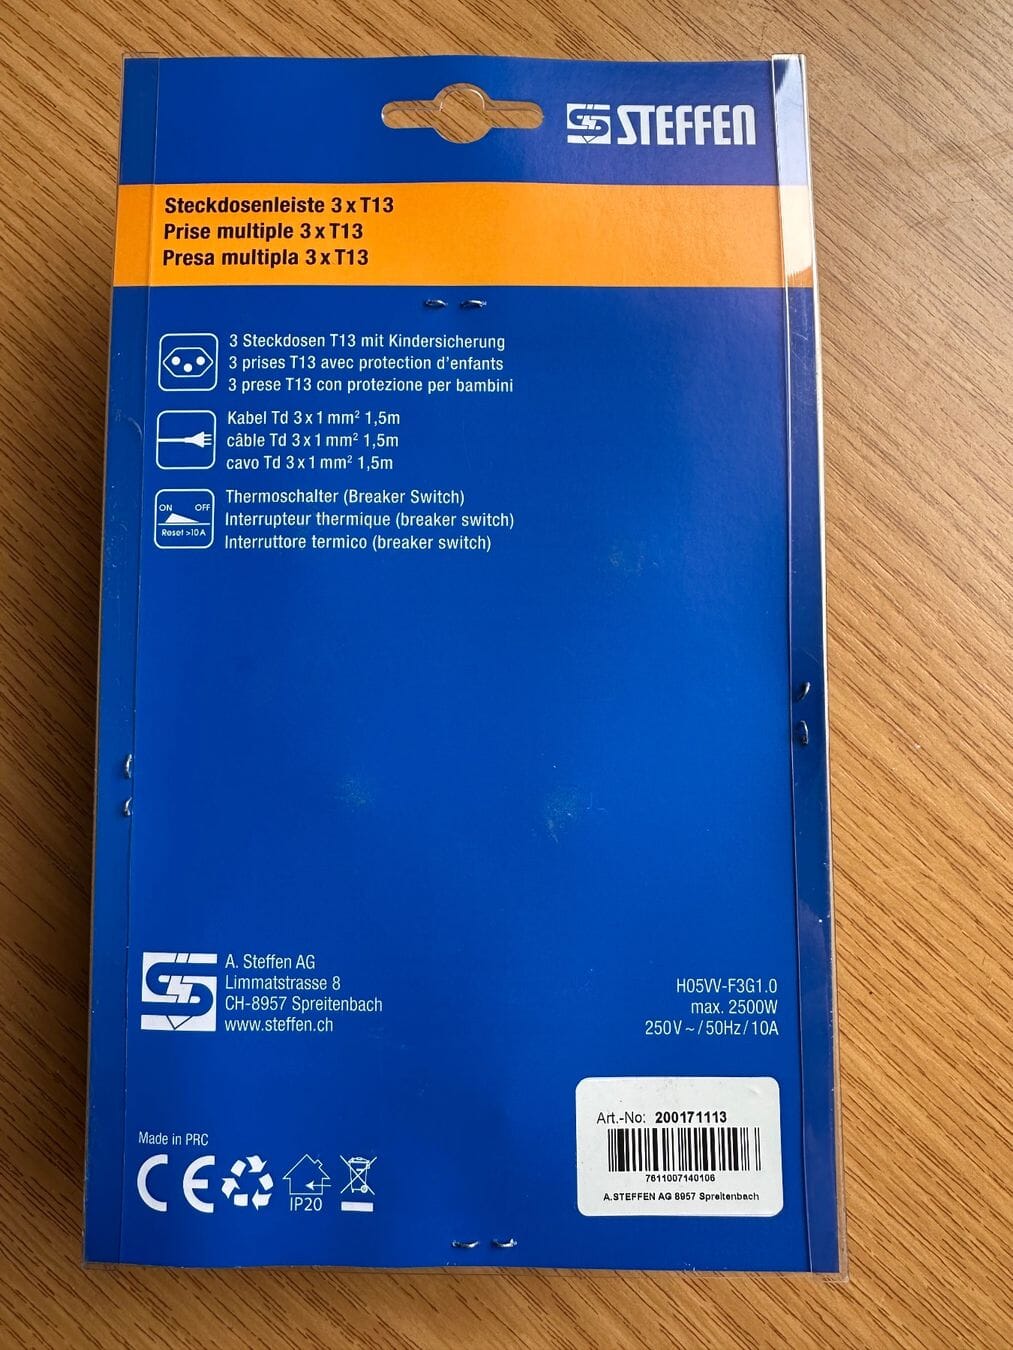 STEFFEN
Steckdosenleiste 3 x T13
Prise multiple 3 x T13
Presa multipla 3 x T13
3 Steckdosen T13 mit Kindersicherung
3 prises T13 avec protection d'enfants
3 prese T13 con protezione per bambini
Kabel Td 3 x 1 mm² 1,5m
câble Td 3 x 1 mm² 1,5m
cavo Td 3 x 1 mm² 1,5m
ON OFF
Reset >10A
Thermoschalter (Breaker Switch)
Interrupteur thermique (breaker switch)
Interruttore termico (breaker switch)
A. Steffen AG
Limmatstrasse 8
CH-8957 Spreitenbach
www.steffen.ch
H05VV-F3G1.0
max. 2500W
250V ~ / 50Hz / 10A
Art.-No: 200171113
7611007140106
A.STEFFEN AG 8957 Spreitenbach
Made in PRC
CE
IP20